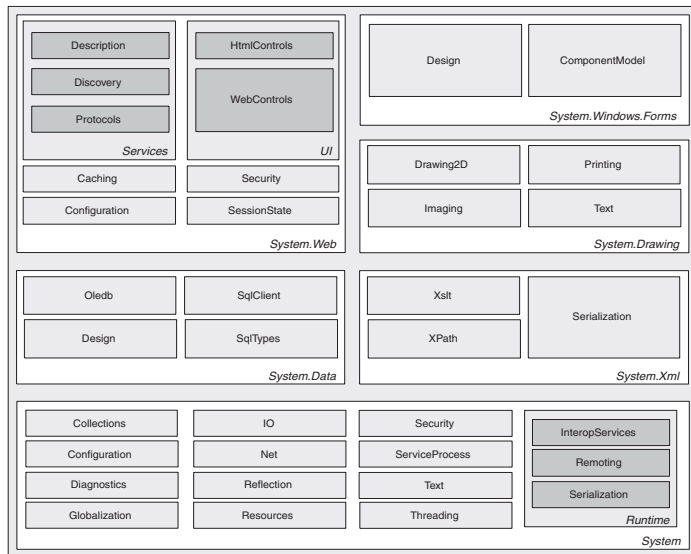 Description
Discovery
Protocols
Services
HtmlControls
WebControls
UI
Caching
Security
Configuration
SessionState
System.Web
Design
ComponentModel
System.Windows.Forms
Drawing2D
Printing
Imaging
Text
System.Drawing
Oledb
SqlClient
Design
SqlTypes
System.Data
Xslt
XPath
Serialization
System.Xml
Collections
IO
Security
Configuration
Net
ServiceProcess
Diagnostics
Reflection
Text
Globalization
Resources
Threading
InteropServices
Remoting
Serialization
Runtime
System